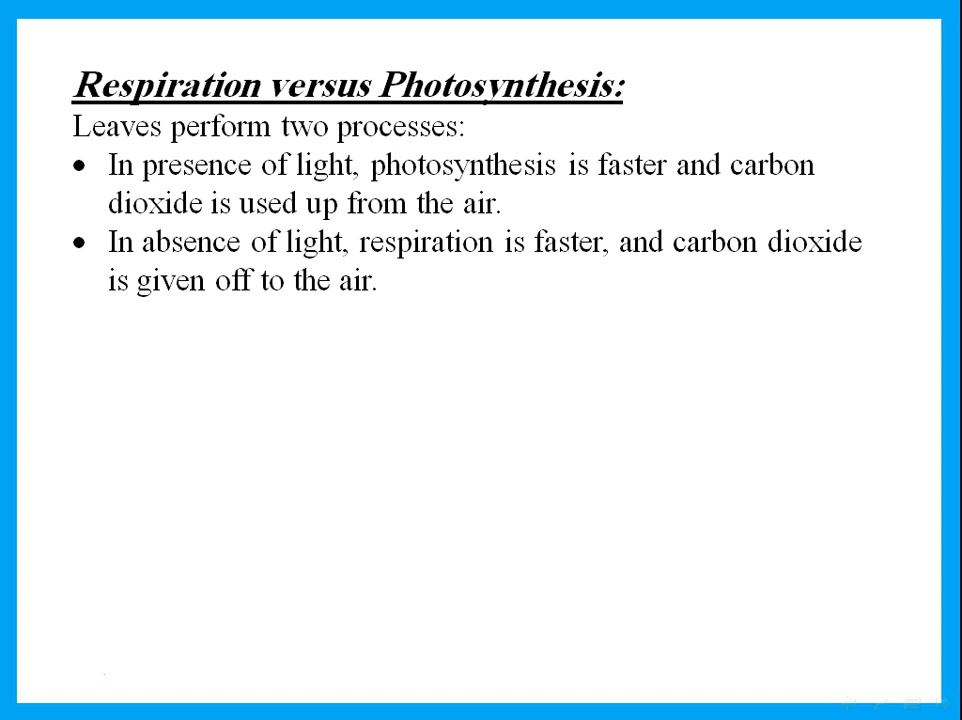 Respiration versus Photosynthesis:
Leaves perform two processes:
• In presence of light, photosynthesis is faster and carbon
dioxide is used up from the air.
• In absence of light, respiration is faster, and carbon dioxide
is given off to the air.